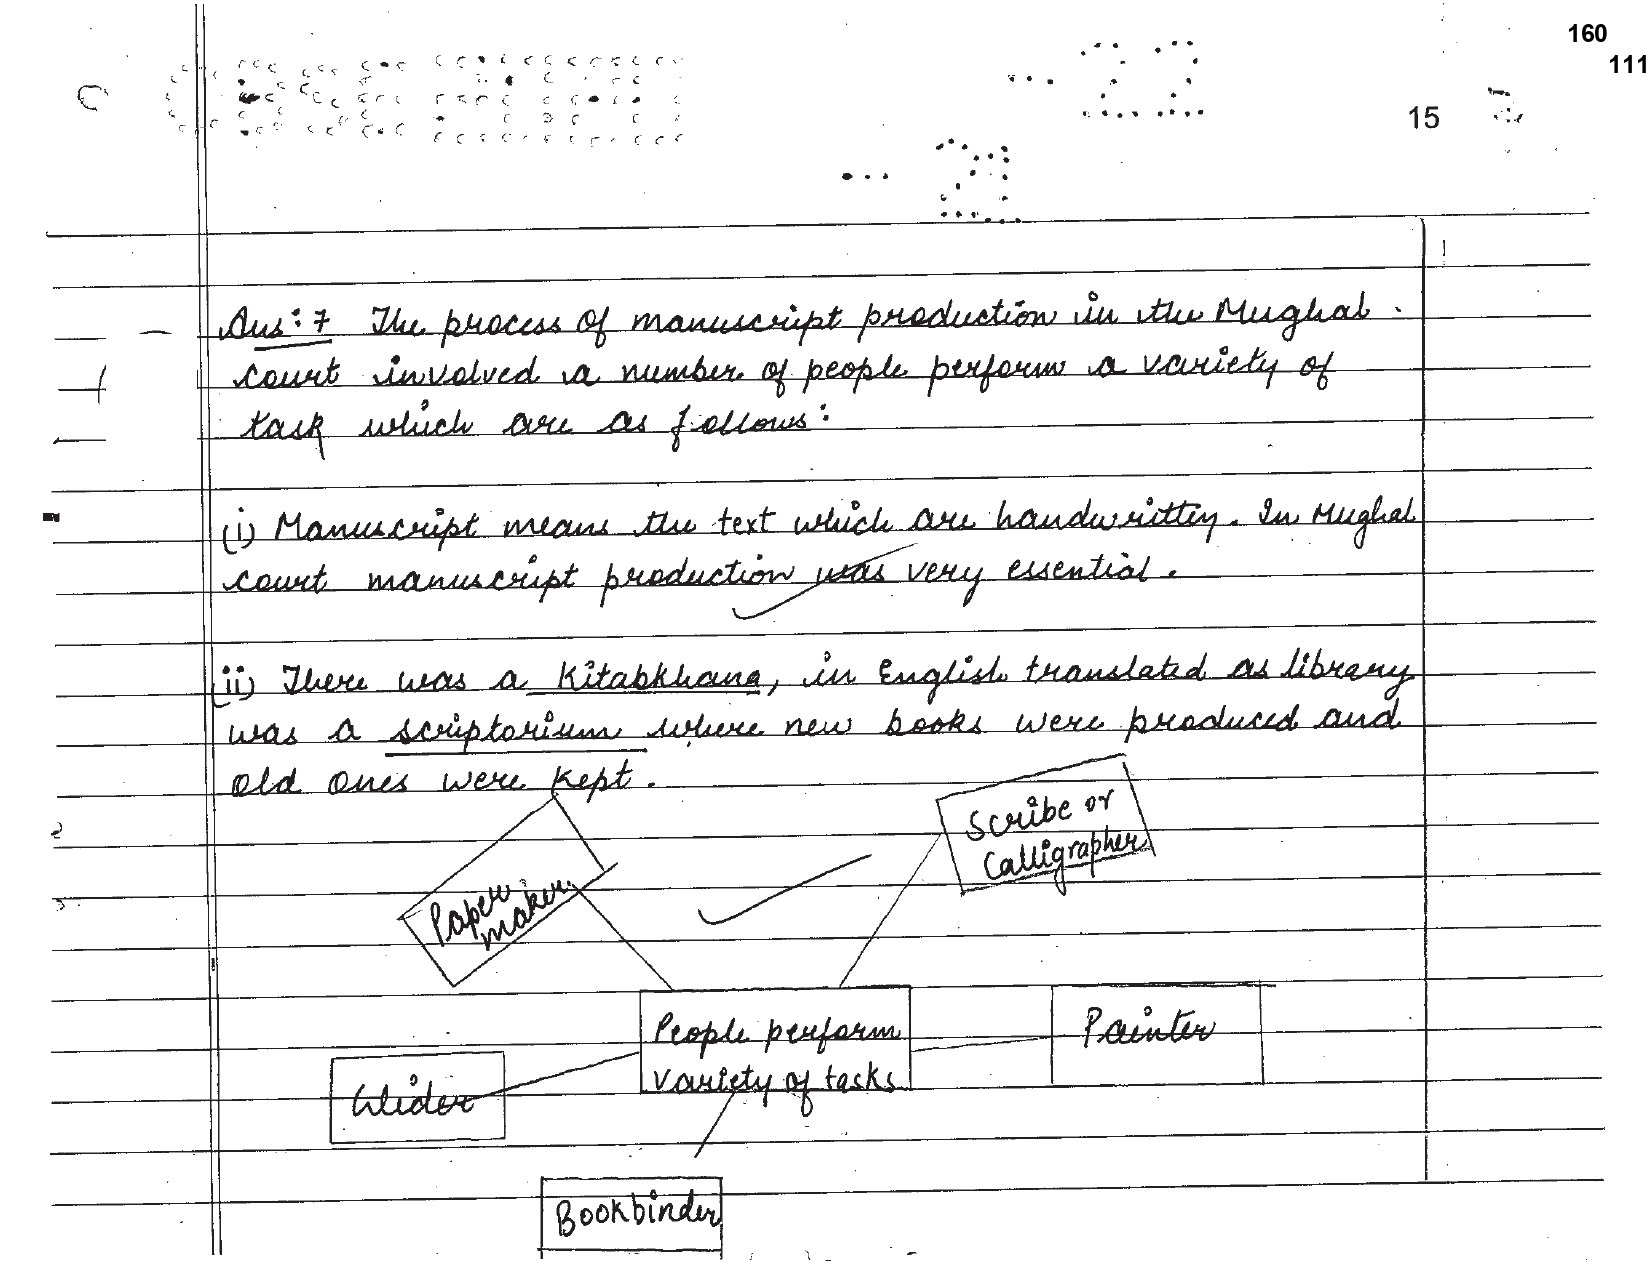 160
111
15
Ans:7 The process of manuscript production in the Mughal
court involved a number of people perform a variety of
task which are as follows:
(i) Manuscript means the text which are handwritten. In Mughal
court manuscript production was very essential.
(ii) There was a Kitabkhana, in English translated as library
was a scriptorium where new books were produced and
old ones were kept.
Scribe or
Calligrapher
Paper
maker
People perform
variety of tasks
Painter
Glider
Bookbinder